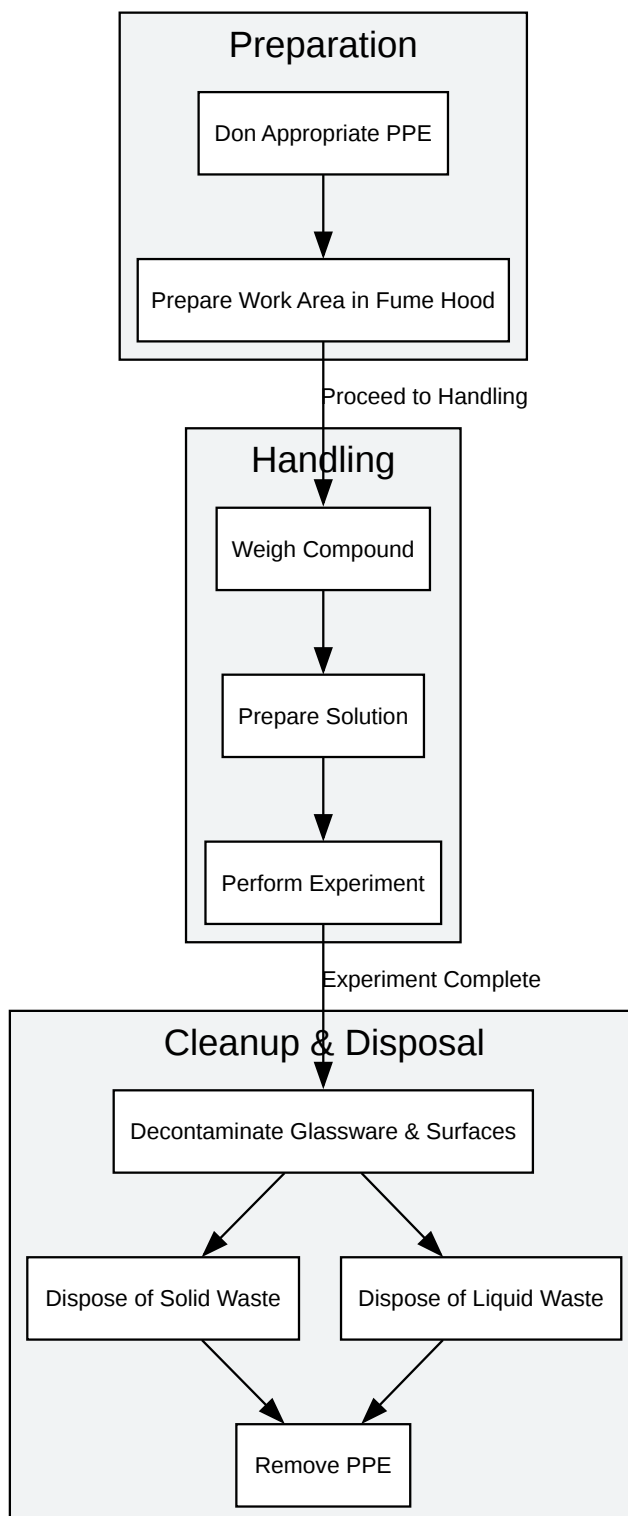 Preparation
Don Appropriate PPE
Prepare Work Area in Fume Hood
Proceed to Handling
Handling
Weigh Compound
Prepare Solution
Perform Experiment
Experiment Complete
Cleanup & Disposal
Decontaminate Glassware & Surfaces
Dispose of Solid Waste
Dispose of Liquid Waste
Remove PPE